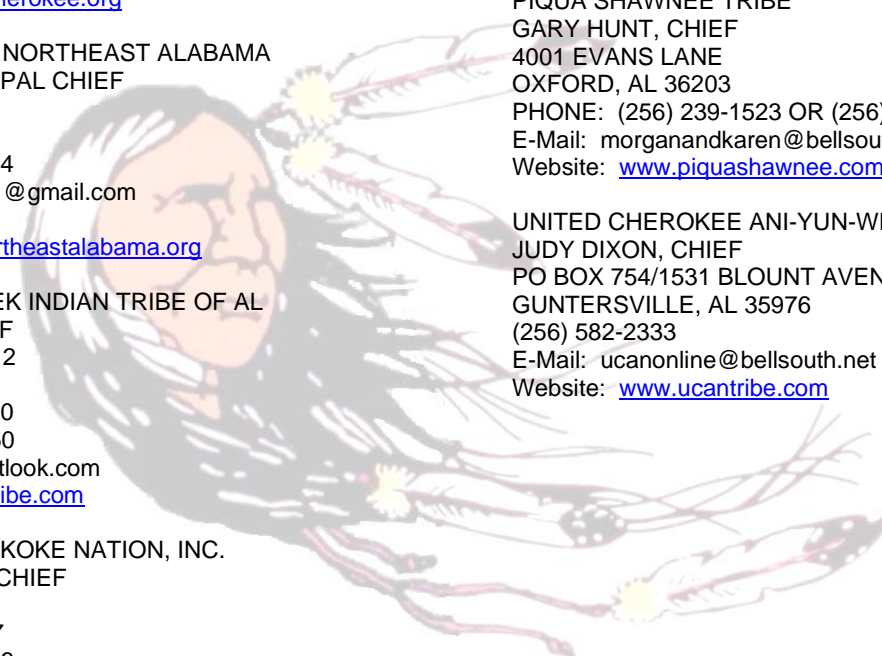 cherokee.org
NORTHEAST ALABAMA
PAL CHIEF
4
@gmail.com
rtheastalabama.org
EK INDIAN TRIBE OF AL
F
2
0
0
tlook.com
ibe.com
KOKE NATION, INC.
CHIEF
PIQUA SHAWNEE TRIBE
GARY HUNT, CHIEF
4001 EVANS LANE
OXFORD, AL 36203
PHONE: (256) 239-1523 OR (256)
E-Mail: morganandkaren@bellsou
Website: www.piquashawnee.com
UNITED CHEROKEE ANI-YUN-WI
JUDY DIXON, CHIEF
PO BOX 754/1531 BLOUNT AVEN
GUNTERSVILLE, AL 35976
(256) 582-2333
E-Mail: ucanonline@bellsouth.net
Website: www.ucantribe.com